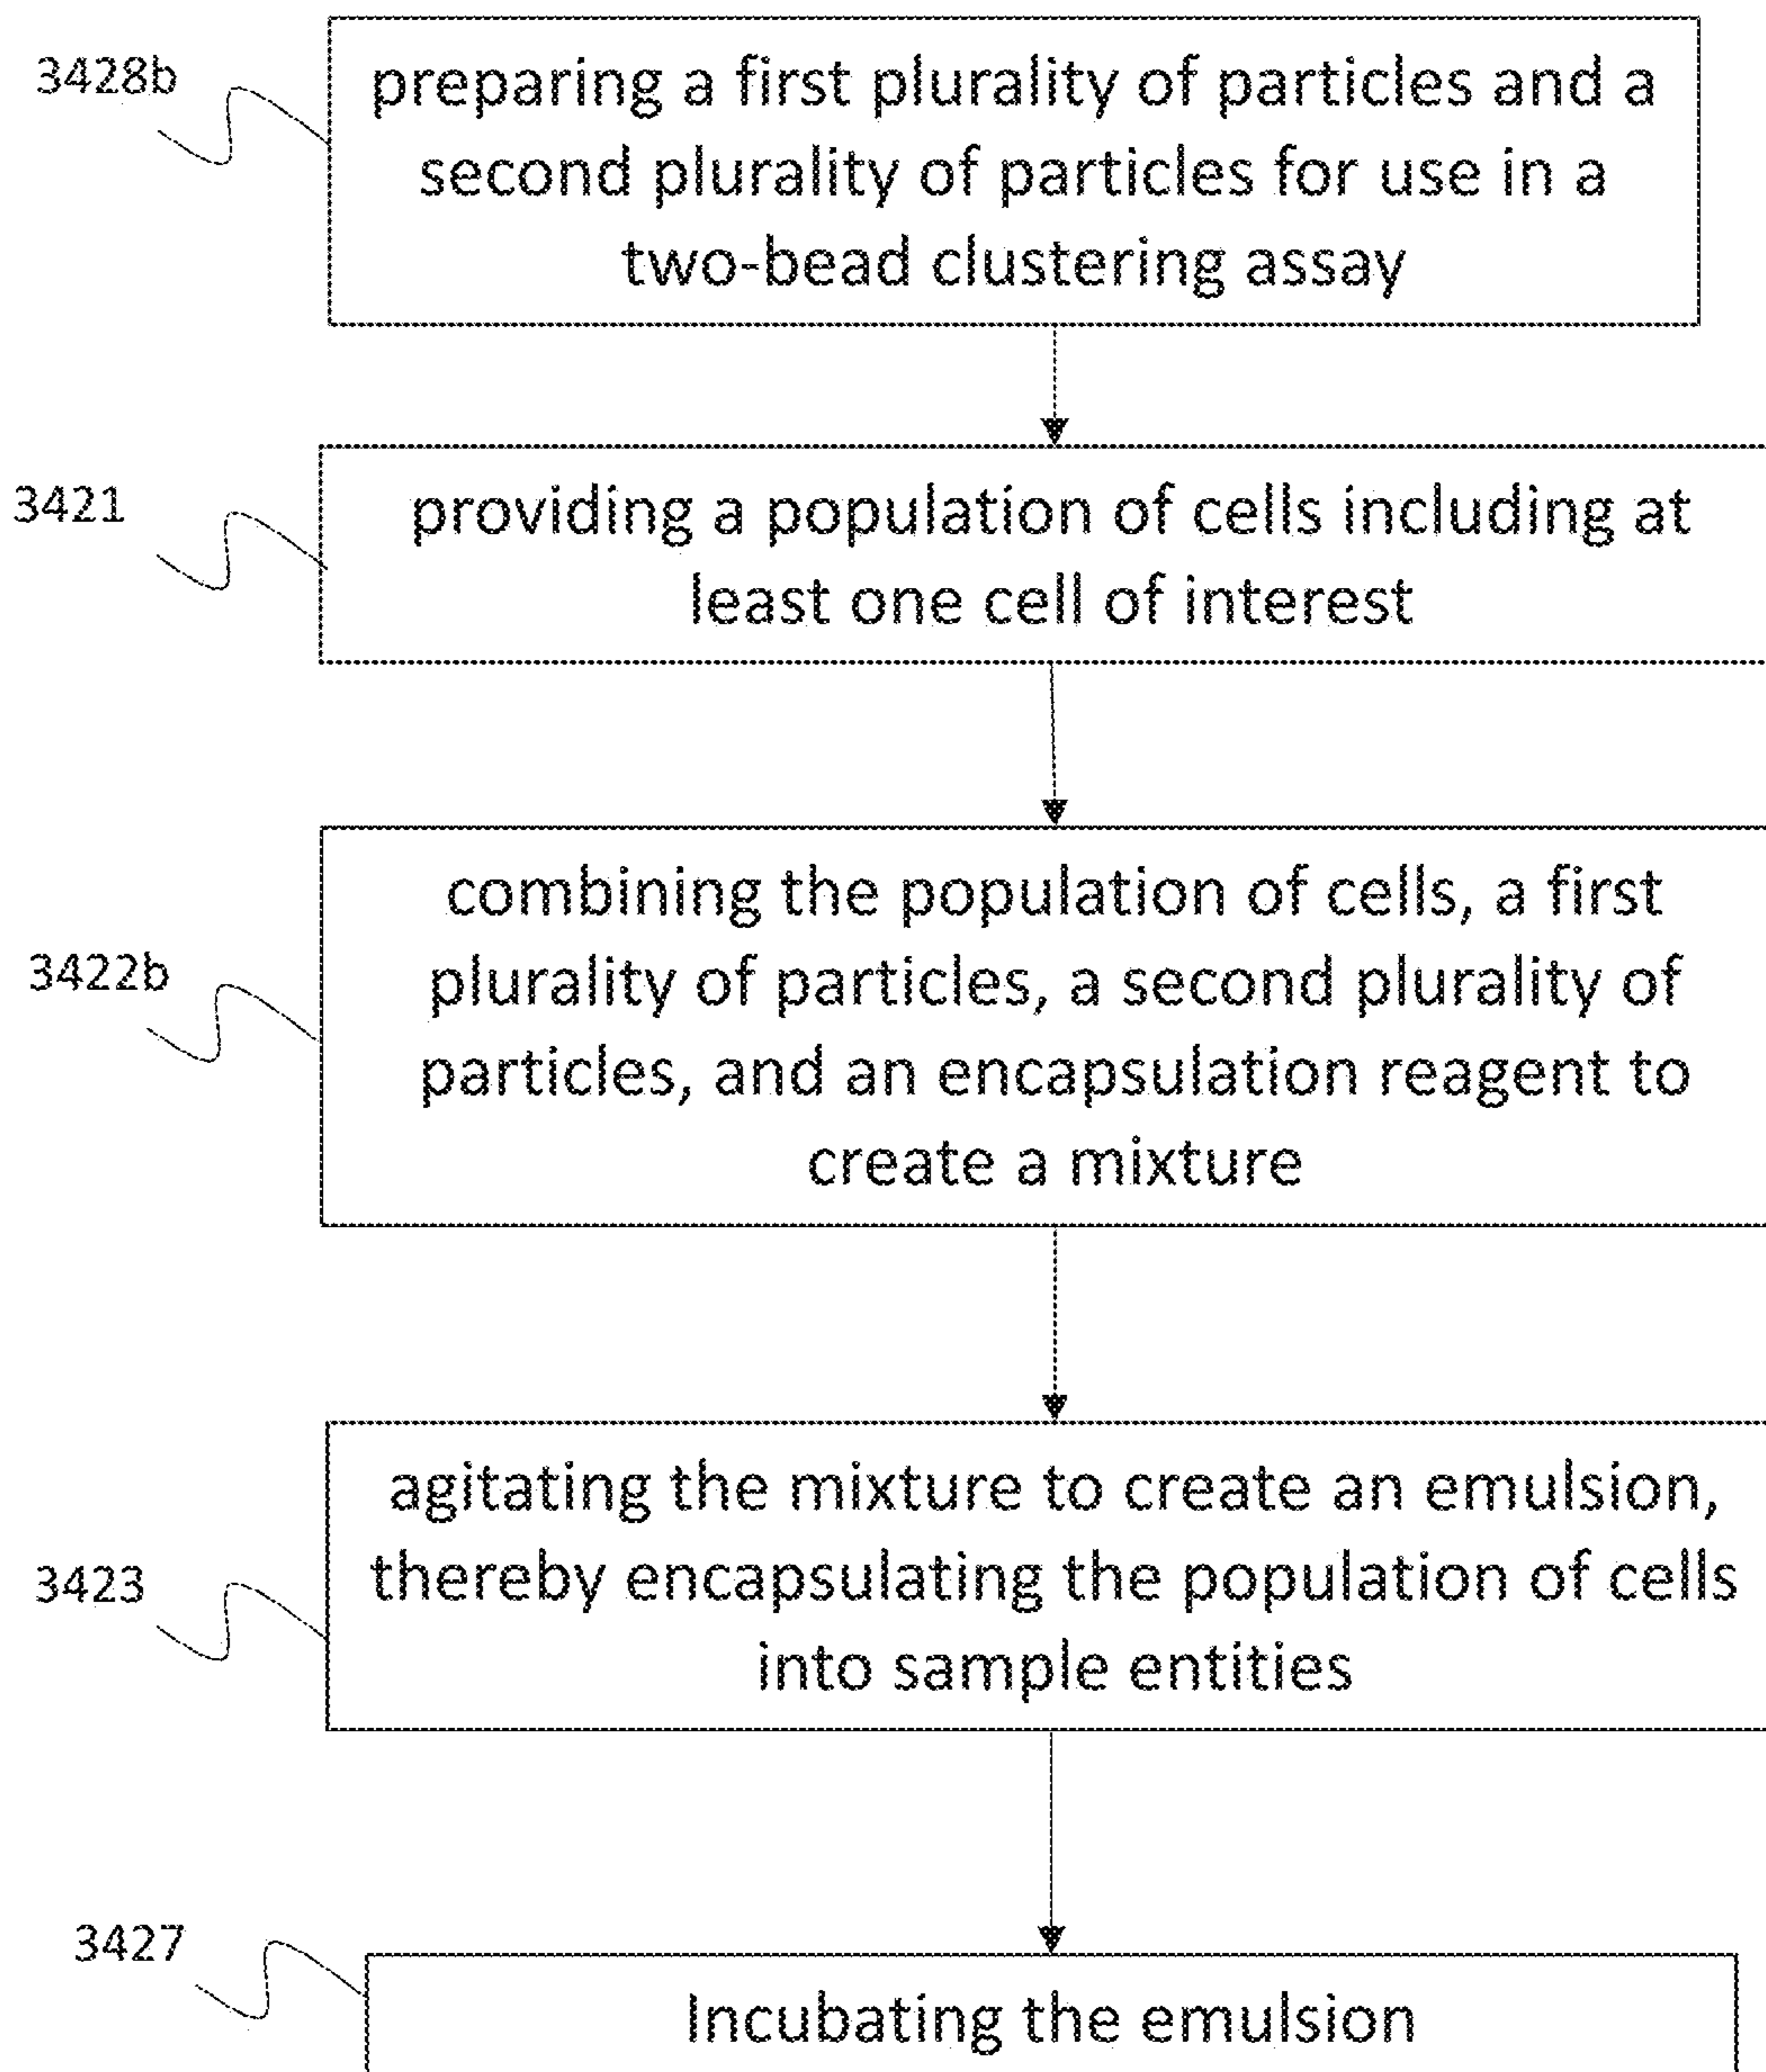 3428b
preparing a first plurality of particles and a
second plurality of particles for use in a
two-bead clustering assay
3421
providing a population of cells including at
least one cell of interest
3422b
combining the population of cells, a first
plurality of particles, a second plurality of
particles, and an encapsulation reagent to
create a mixture
3423
agitating the mixture to create an emulsion,
thereby encapsulating the population of cells
into sample entities
3427
Incubating the emulsion